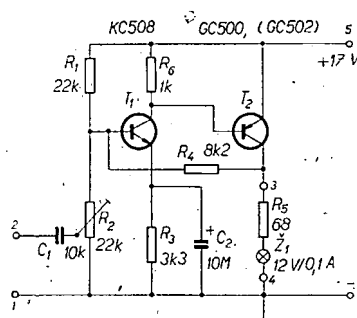 KC508 GC500, (GC502)
5
+17 V
R1
22k
R6
1k
T1
T2
R4 8k2
3
R5
68
Ž1
12 V/0,1 A
4
2
C1
10k
R2
22k
R3
3k3
+
C2
10M
1
-